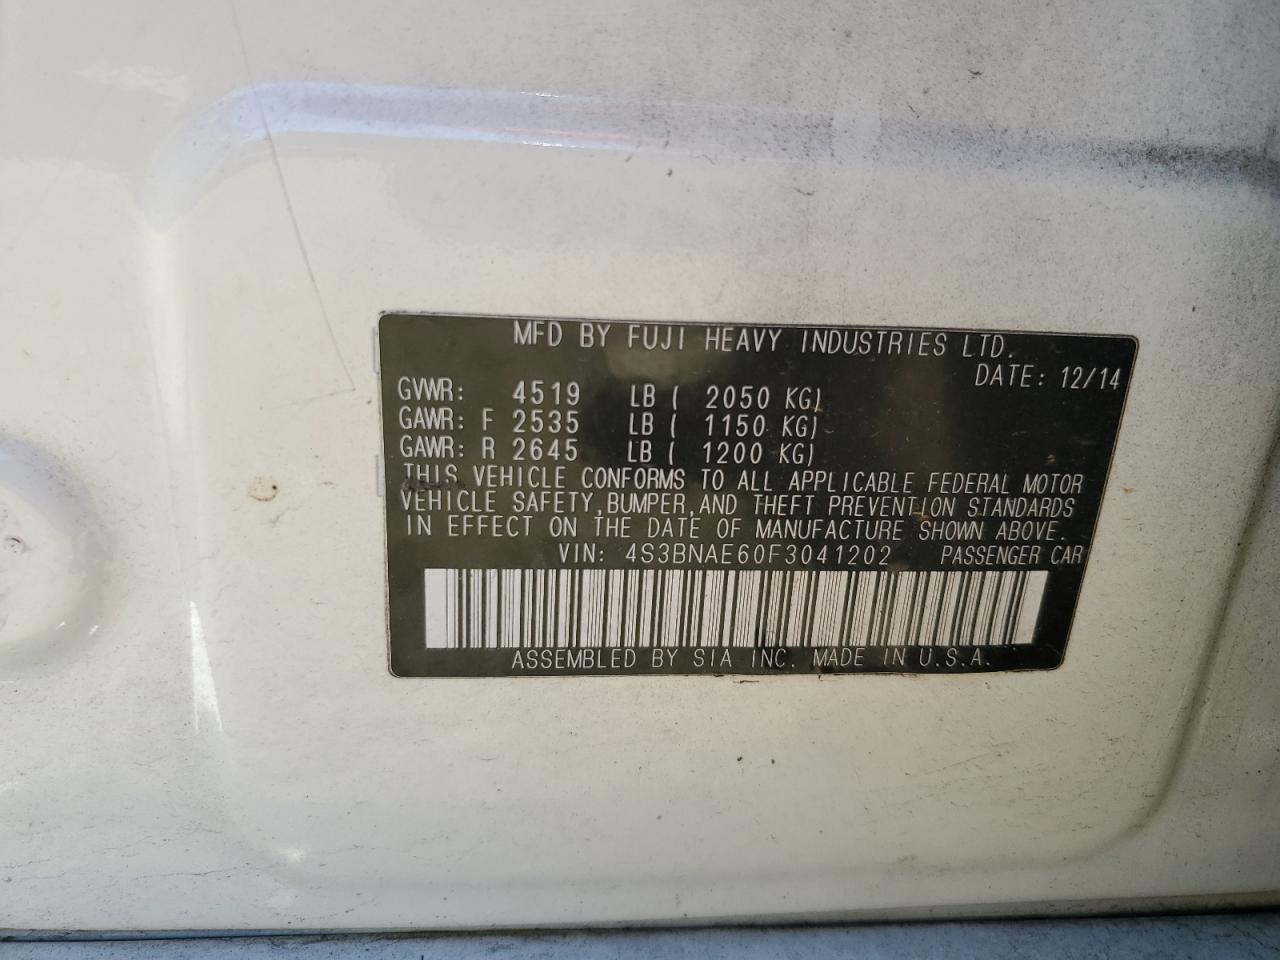 MFD BY FUJI HEAVY INDUSTRIES LTD.
DATE: 12/14
GVWR: 4519 LB ( 2050 KG)
GAWR: F 2535 LB ( 1150 KG)
GAWR: R 2645 LB ( 1200 KG)
THIS VEHICLE CONFORMS TO ALL APPLICABLE FEDERAL MOTOR
VEHICLE SAFETY, BUMPER, AND THEFT PREVENTION STANDARDS
IN EFFECT ON THE DATE OF MANUFACTURE SHOWN ABOVE.
VIN: 4S3BNAE60F3041202 PASSENGER CAR
ASSEMBLED BY SIA INC. MADE IN U.S.A.